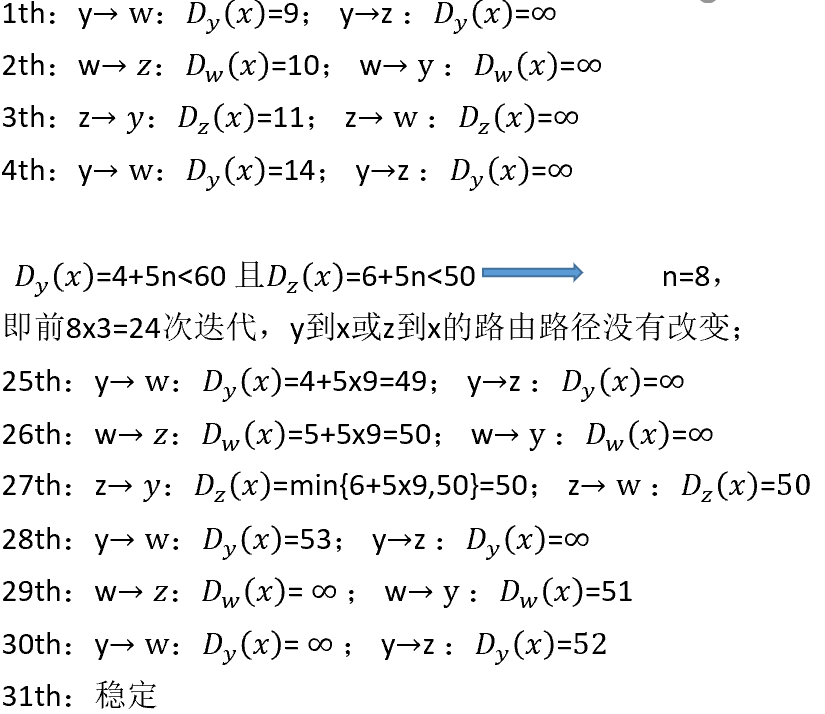 1th：y→ w：D_y(x)=9； y→z ：D_y(x)=∞
2th：w→ z：D_w(x)=10； w→ y ：D_w(x)=∞
3th：z→ y：D_z(x)=11； z→ w ：D_z(x)=∞
4th：y→ w：D_y(x)=14； y→z ：D_y(x)=∞
D_y(x)=4+5n<60 且D_z(x)=6+5n<50 → n=8，
即前8x3=24次迭代，y到x或z到x的路由路径没有改变；
25th：y→ w：D_y(x)=4+5x9=49； y→z ：D_y(x)=∞
26th：w→ z：D_w(x)=5+5x9=50； w→ y ：D_w(x)=∞
27th：z→ y：D_z(x)=min{6+5x9,50}=50； z→ w ：D_z(x)=50
28th：y→ w：D_y(x)=53； y→z ：D_y(x)=∞
29th：w→ z：D_w(x)= ∞ ； w→ y ：D_w(x)=51
30th：y→ w：D_y(x)= ∞ ； y→z ：D_y(x)=52
31th：稳定